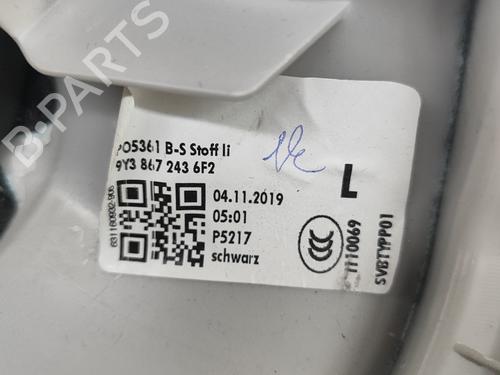 PO5361 B-S Stoff li
9Y3 867 243 6F2
L
04.11.2019
05:01
P5217
schwarz
1110069
SVBTYPP01
B-PARTS